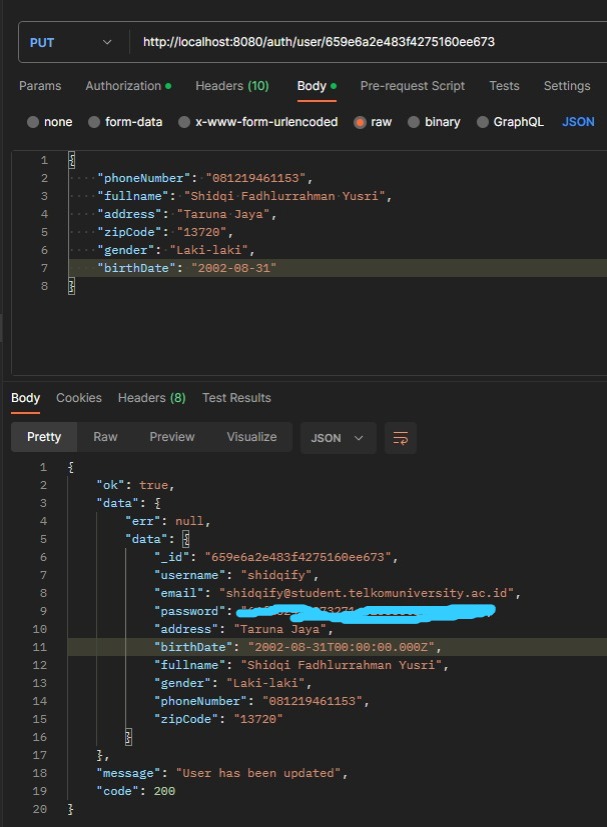 PUT http://localhost:8080/auth/user/659e6a2e483f4275160ee673
Params Authorization Headers (10) Body Pre-request Script Tests Settings
none form-data x-www-form-urlencoded raw binary GraphQL JSON
1 {
2 "phoneNumber": "081219461153",
3 "fullname": "Shidqi Fadhlurrahman Yusri",
4 "address": "Taruna Jaya",
5 "zipCode": "13720",
6 "gender": "Laki-laki",
7 "birthDate": "2002-08-31"
8 }
Body Cookies Headers (8) Test Results
Pretty Raw Preview Visualize JSON
1 {
2 "ok": true,
3 "data": {
4 "err": null,
5 "data": {
6 "_id": "659e6a2e483f4275160ee673",
7 "username": "shidqify",
8 "email": "shidqify@student.telkomuniversity.ac.id",
9 "password":
10 "address": "Taruna Jaya",
11 "birthDate": "2002-08-31T00:00:00.000Z",
12 "fullname": "Shidqi Fadhlurrahman Yusri",
13 "gender": "Laki-laki",
14 "phoneNumber": "081219461153",
15 "zipCode": "13720"
16 }
17 },
18 "message": "User has been updated",
19 "code": 200
20 }